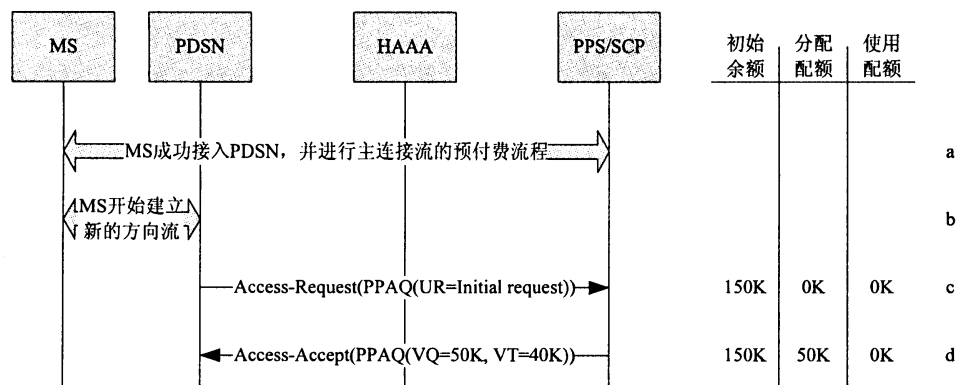 MS PDSN HAAA PPS/SCP
初始 分配 使用
余额 配额 配额
MS成功接入PDSN，并进行主连接流的预付费流程 a
MS开始建立
新的方向流 b
Access-Request(PPAQ(UR=Initial request)) 150K 0K 0K c
Access-Accept(PPAQ(VQ=50K, VT=40K)) 150K 50K 0K d